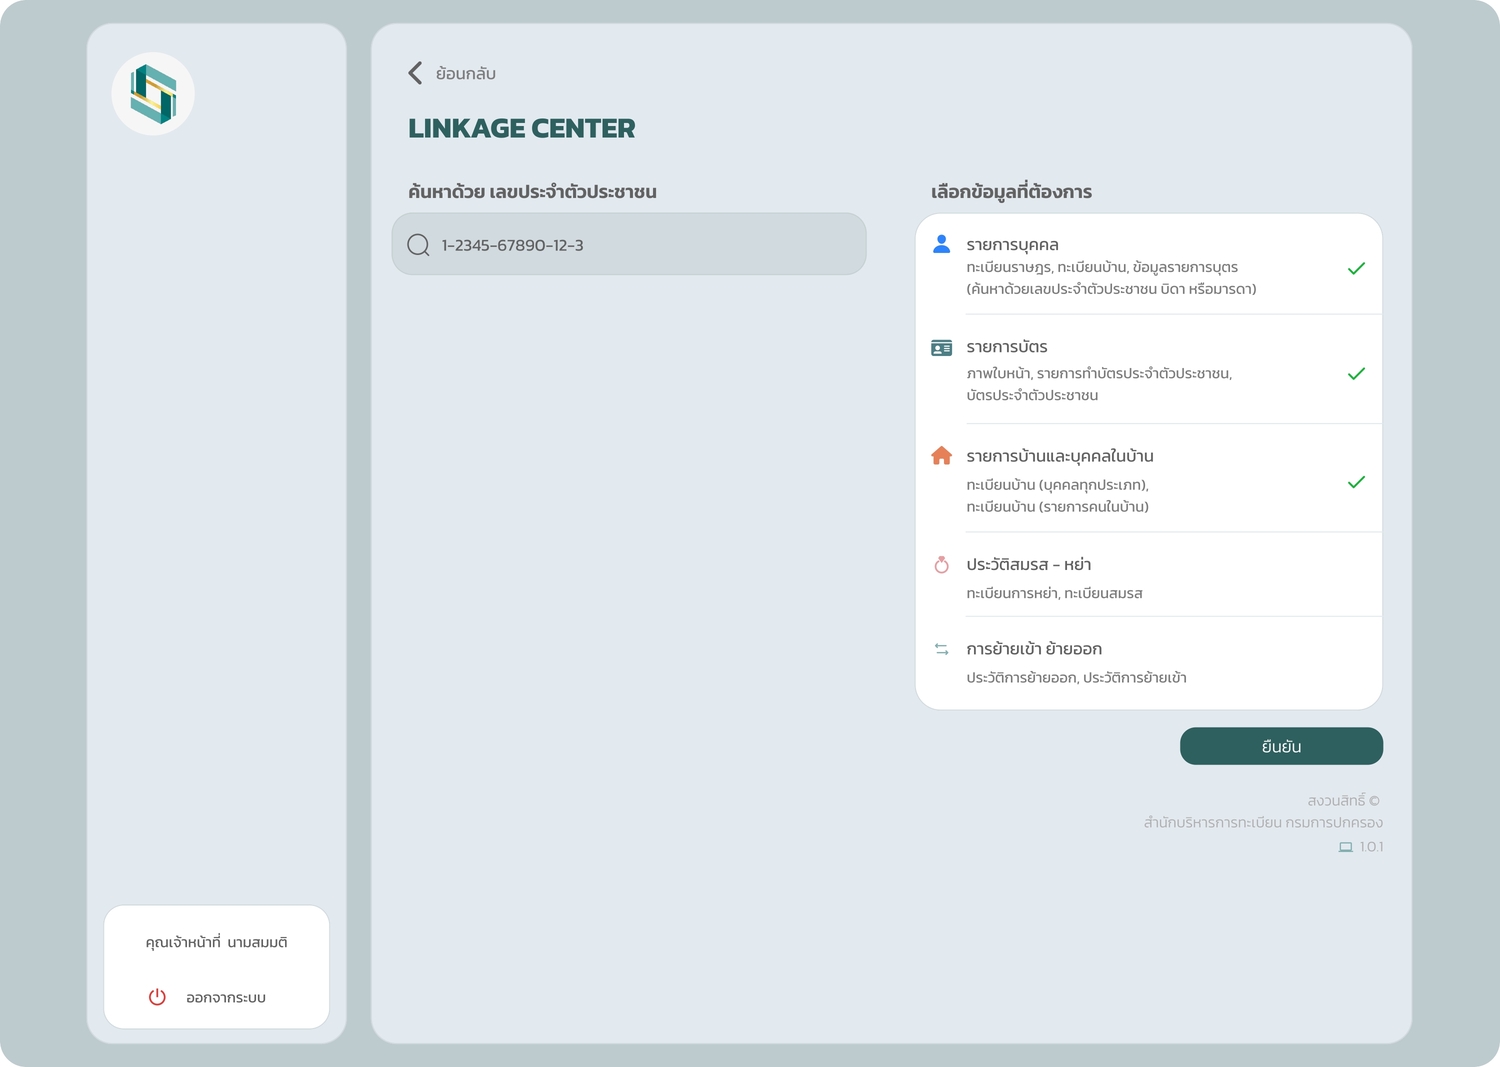 ย้อนกลับ
LINKAGE CENTER
ค้นหาด้วย เลขประจำตัวประชาชน
1-2345-67890-12-3
เลือกข้อมูลที่ต้องการ
รายการบุคคล
ทะเบียนราษฎร, ทะเบียนบ้าน, ข้อมูลรายการบุตร
(ค้นหาด้วยเลขประจำตัวประชาชน บิดา หรือมารดา)
รายการบัตร
ภาพใบหน้า, รายการทำบัตรประจำตัวประชาชน,
บัตรประจำตัวประชาชน
รายการบ้านและบุคคลในบ้าน
ทะเบียนบ้าน (บุคคลทุกประเภท),
ทะเบียนบ้าน (รายการคนในบ้าน)
ประวัติสมรส - หย่า
ทะเบียนการหย่า, ทะเบียนสมรส
การย้ายเข้า ย้ายออก
ประวัติการย้ายออก, ประวัติการย้ายเข้า
ยืนยัน
สงวนสิทธิ์ ©
สำนักบริหารการทะเบียน กรมการปกครอง
1.0.1
คุณเจ้าหน้าที่ นามสมมติ
ออกจากระบบ